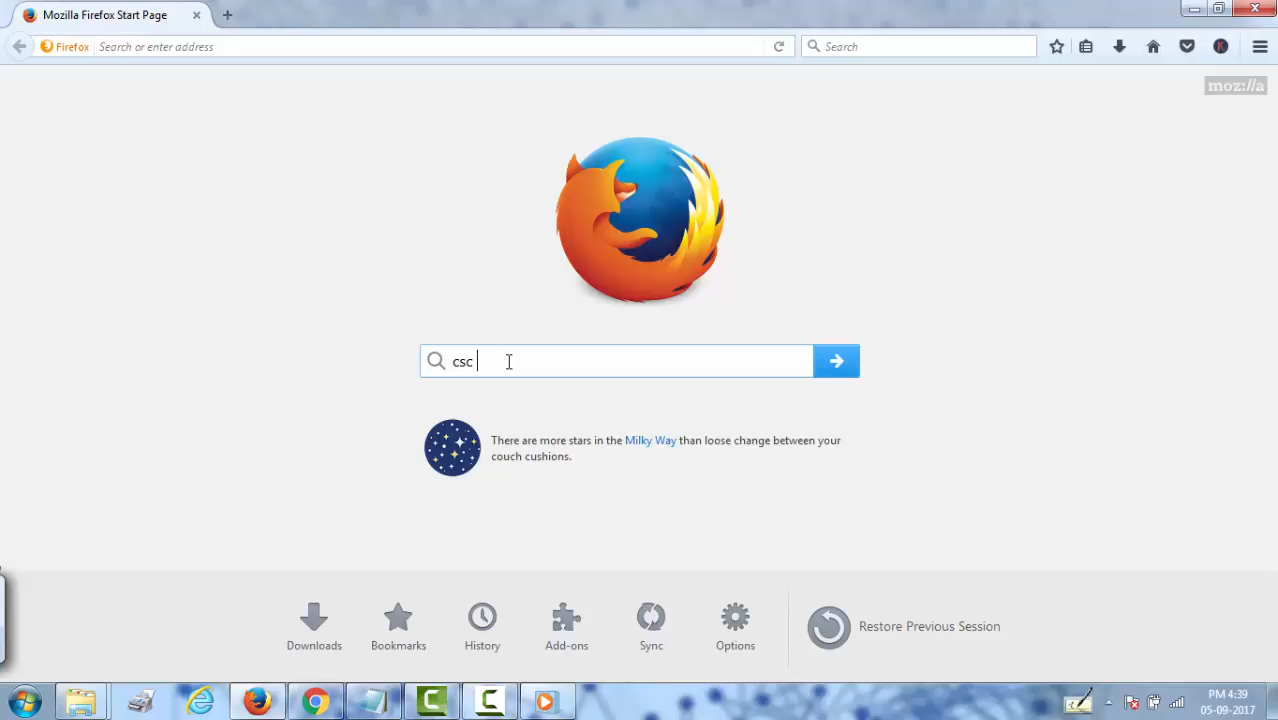 Mozilla Firefox Start Page
Firefox Search or enter address
Search
moz://a
csc
There are more stars in the Milky Way than loose change between your
couch cushions.
Downloads
Bookmarks
History
Add-ons
Sync
Options
Restore Previous Session
PM 4:39
05-09-2017